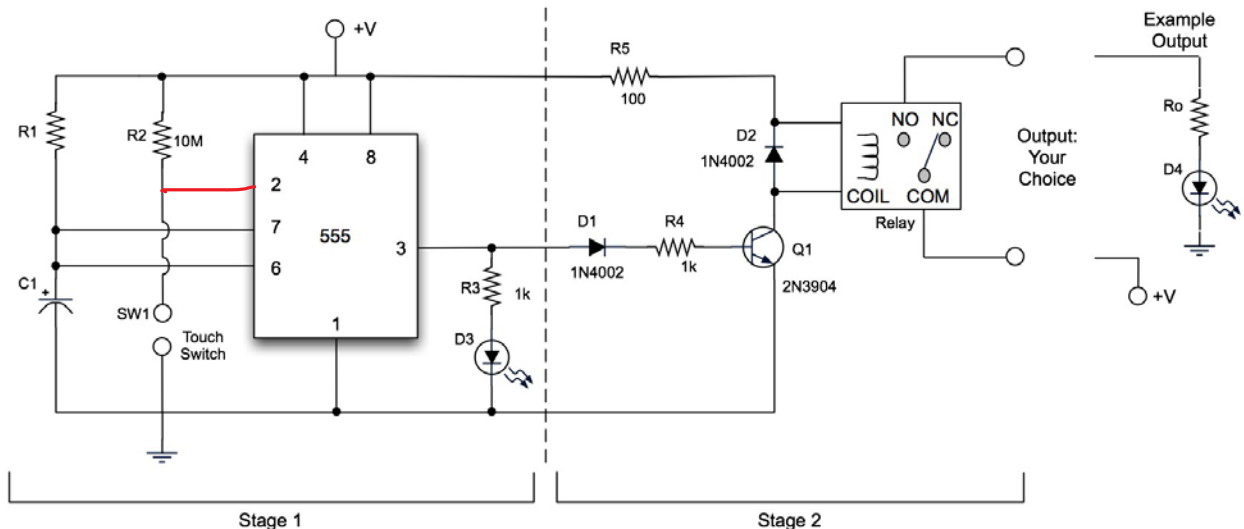 +V
Example
Output
R5
100
R1
R2
10M
4
8
2
7
6
555
3
1
C1
+
SW1
Touch
Switch
R3
1k
D3
D1
1N4002
R4
1k
D2
1N4002
Q1
2N3904
NO
NC
COIL
COM
Relay
Output:
Your
Choice
Ro
D4
+V
Stage 1
Stage 2